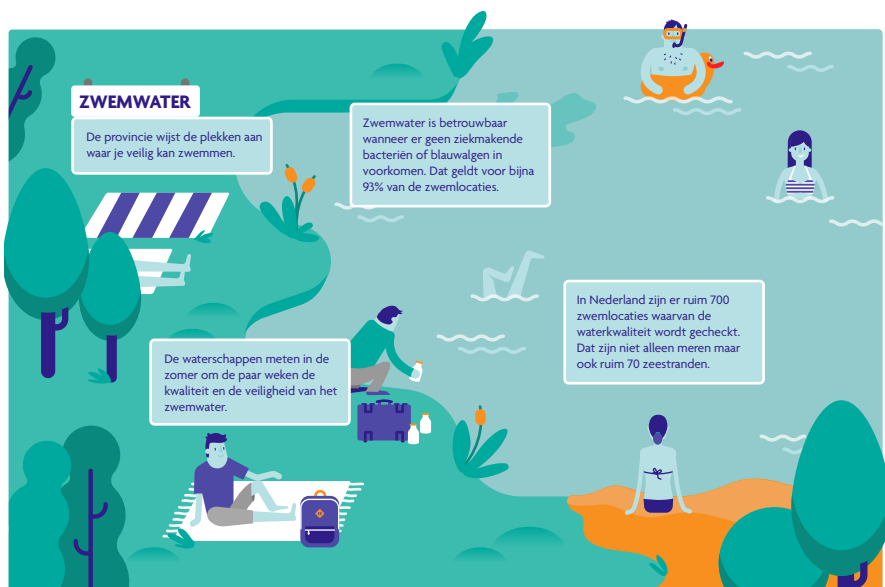 ZWEMWATER
De provincie wijst de plekken aan
waar je veilig kan zwemmen.
Zwemwater is betrouwbaar
wanneer er geen ziekmakende
bacteriën of blauwalgen in
voorkomen. Dat geldt voor bijna
93% van de zwemlocaties.
In Nederland zijn er ruim 700
zwemlocaties waarvan de
waterkwaliteit wordt gecheckt.
Dat zijn niet alleen meren maar
ook ruim 70 zeestranden.
De waterschappen meten in de
zomer om de paar weken de
kwaliteit en de veiligheid van het
zwemwater.